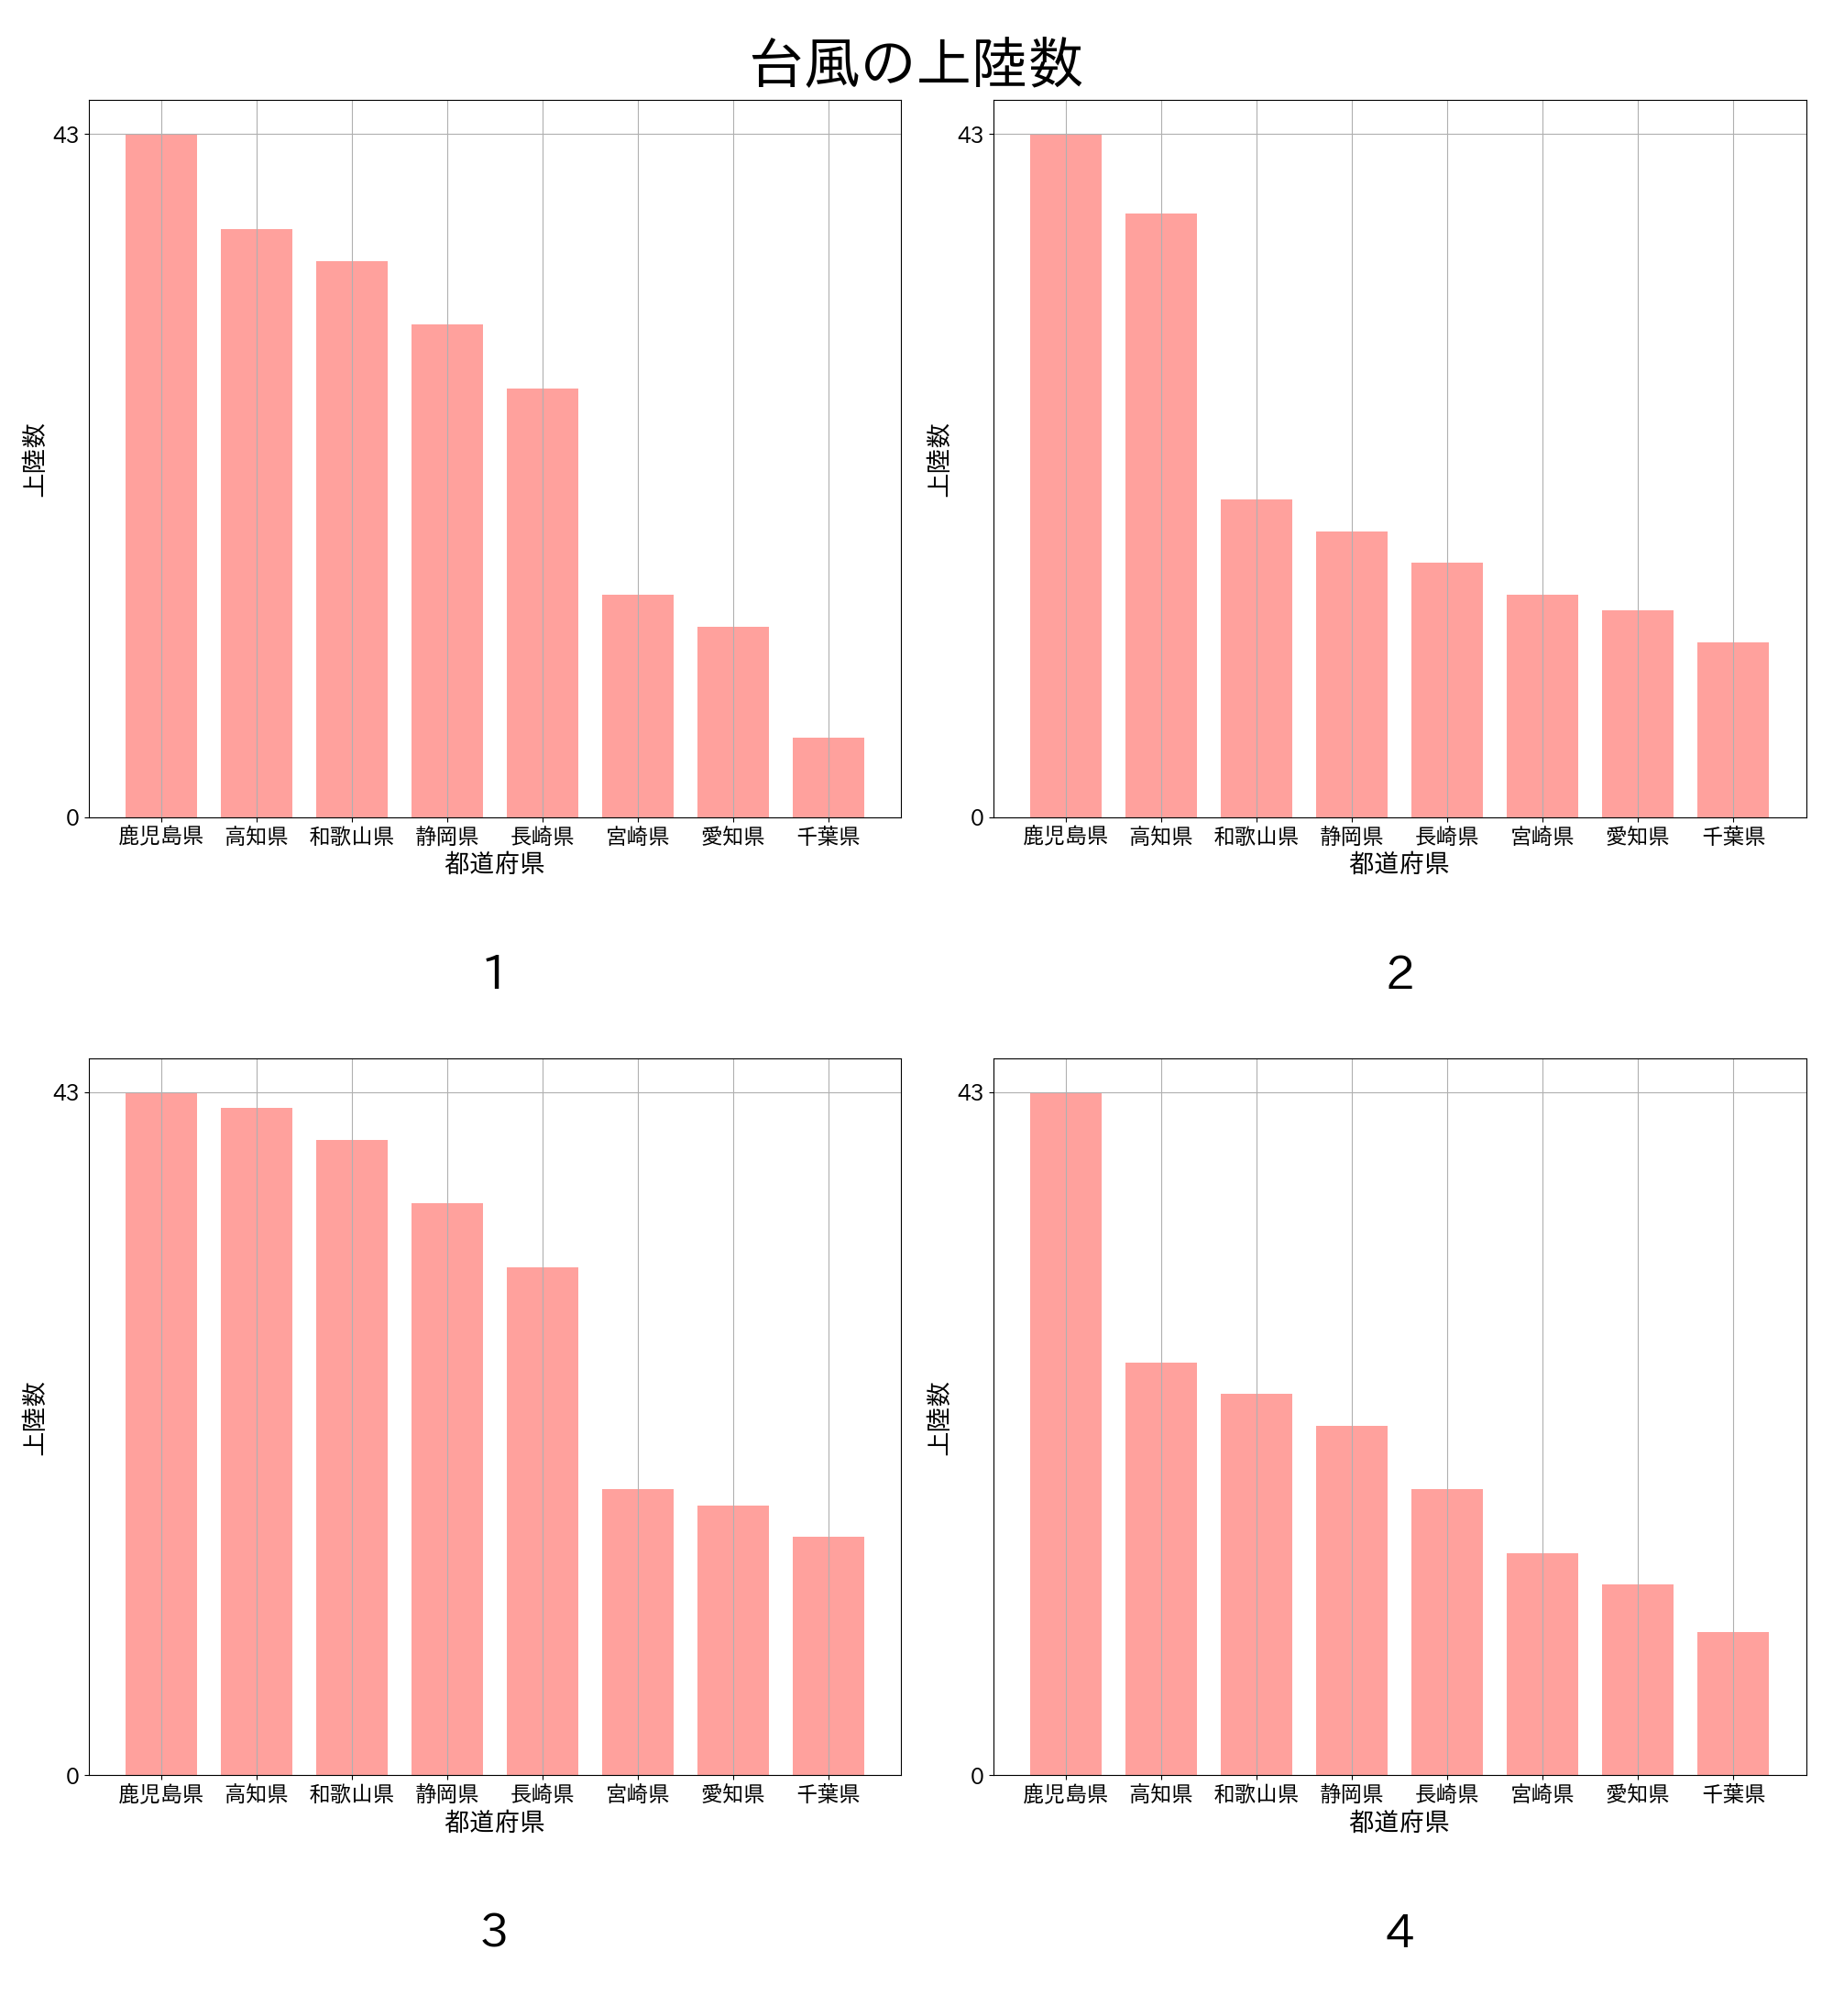 台風の上陸数
43
0
上陸数
鹿児島県 高知県 和歌山県 静岡県 長崎県 宮崎県 愛知県 千葉県
都道府県
1
43
0
上陸数
鹿児島県 高知県 和歌山県 静岡県 長崎県 宮崎県 愛知県 千葉県
都道府県
2
43
0
上陸数
鹿児島県 高知県 和歌山県 静岡県 長崎県 宮崎県 愛知県 千葉県
都道府県
3
43
0
上陸数
鹿児島県 高知県 和歌山県 静岡県 長崎県 宮崎県 愛知県 千葉県
都道府県
4